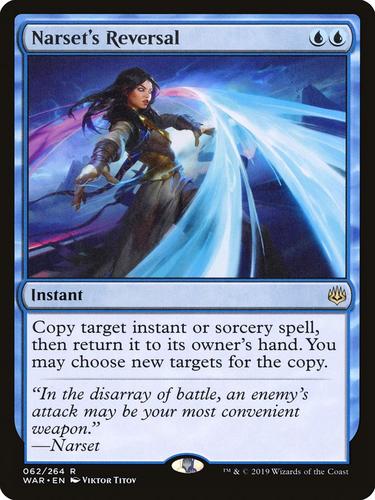 Narset's Reversal
Instant
Copy target instant or sorcery spell,
then return it to its owner's hand. You
may choose new targets for the copy.
“In the disarray of battle, an enemy's
attack may be your most convenient
weapon.”
—Narset
062/264 R
WAR • EN Viktor Titov
™ & © 2019 Wizards of the Coast